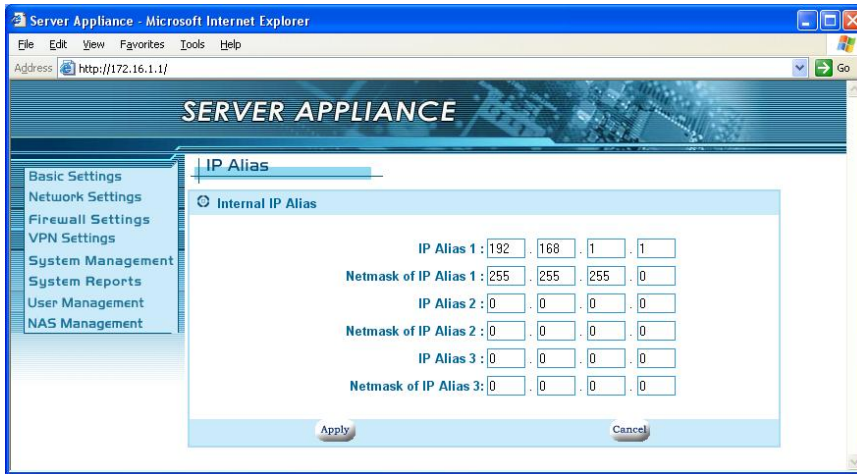 Server Appliance - Microsoft Internet Explorer
File Edit View Favorites Tools Help
Address http://172.16.1.1/ Go
SERVER APPLIANCE
Basic Settings
Network Settings
Firewall Settings
VPN Settings
System Management
System Reports
User Management
NAS Management
IP Alias
Internal IP Alias
IP Alias 1 : 192 . 168 . 1 . 1
Netmask of IP Alias 1 : 255 . 255 . 255 . 0
IP Alias 2 : 0 . 0 . 0 . 0
Netmask of IP Alias 2 : 0 . 0 . 0 . 0
IP Alias 3 : 0 . 0 . 0 . 0
Netmask of IP Alias 3: 0 . 0 . 0 . 0
Apply Cancel